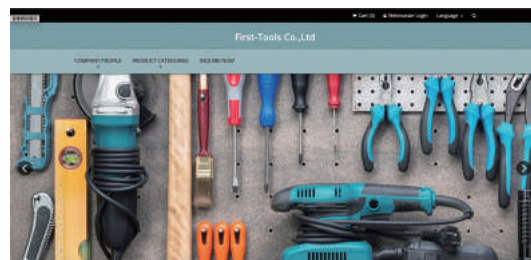 Cart (0) Webmaster Login Language
First-Tools Co.,Ltd
COMPANY PROFILE PRODUCT CATEGORIES INQUIRE NOW